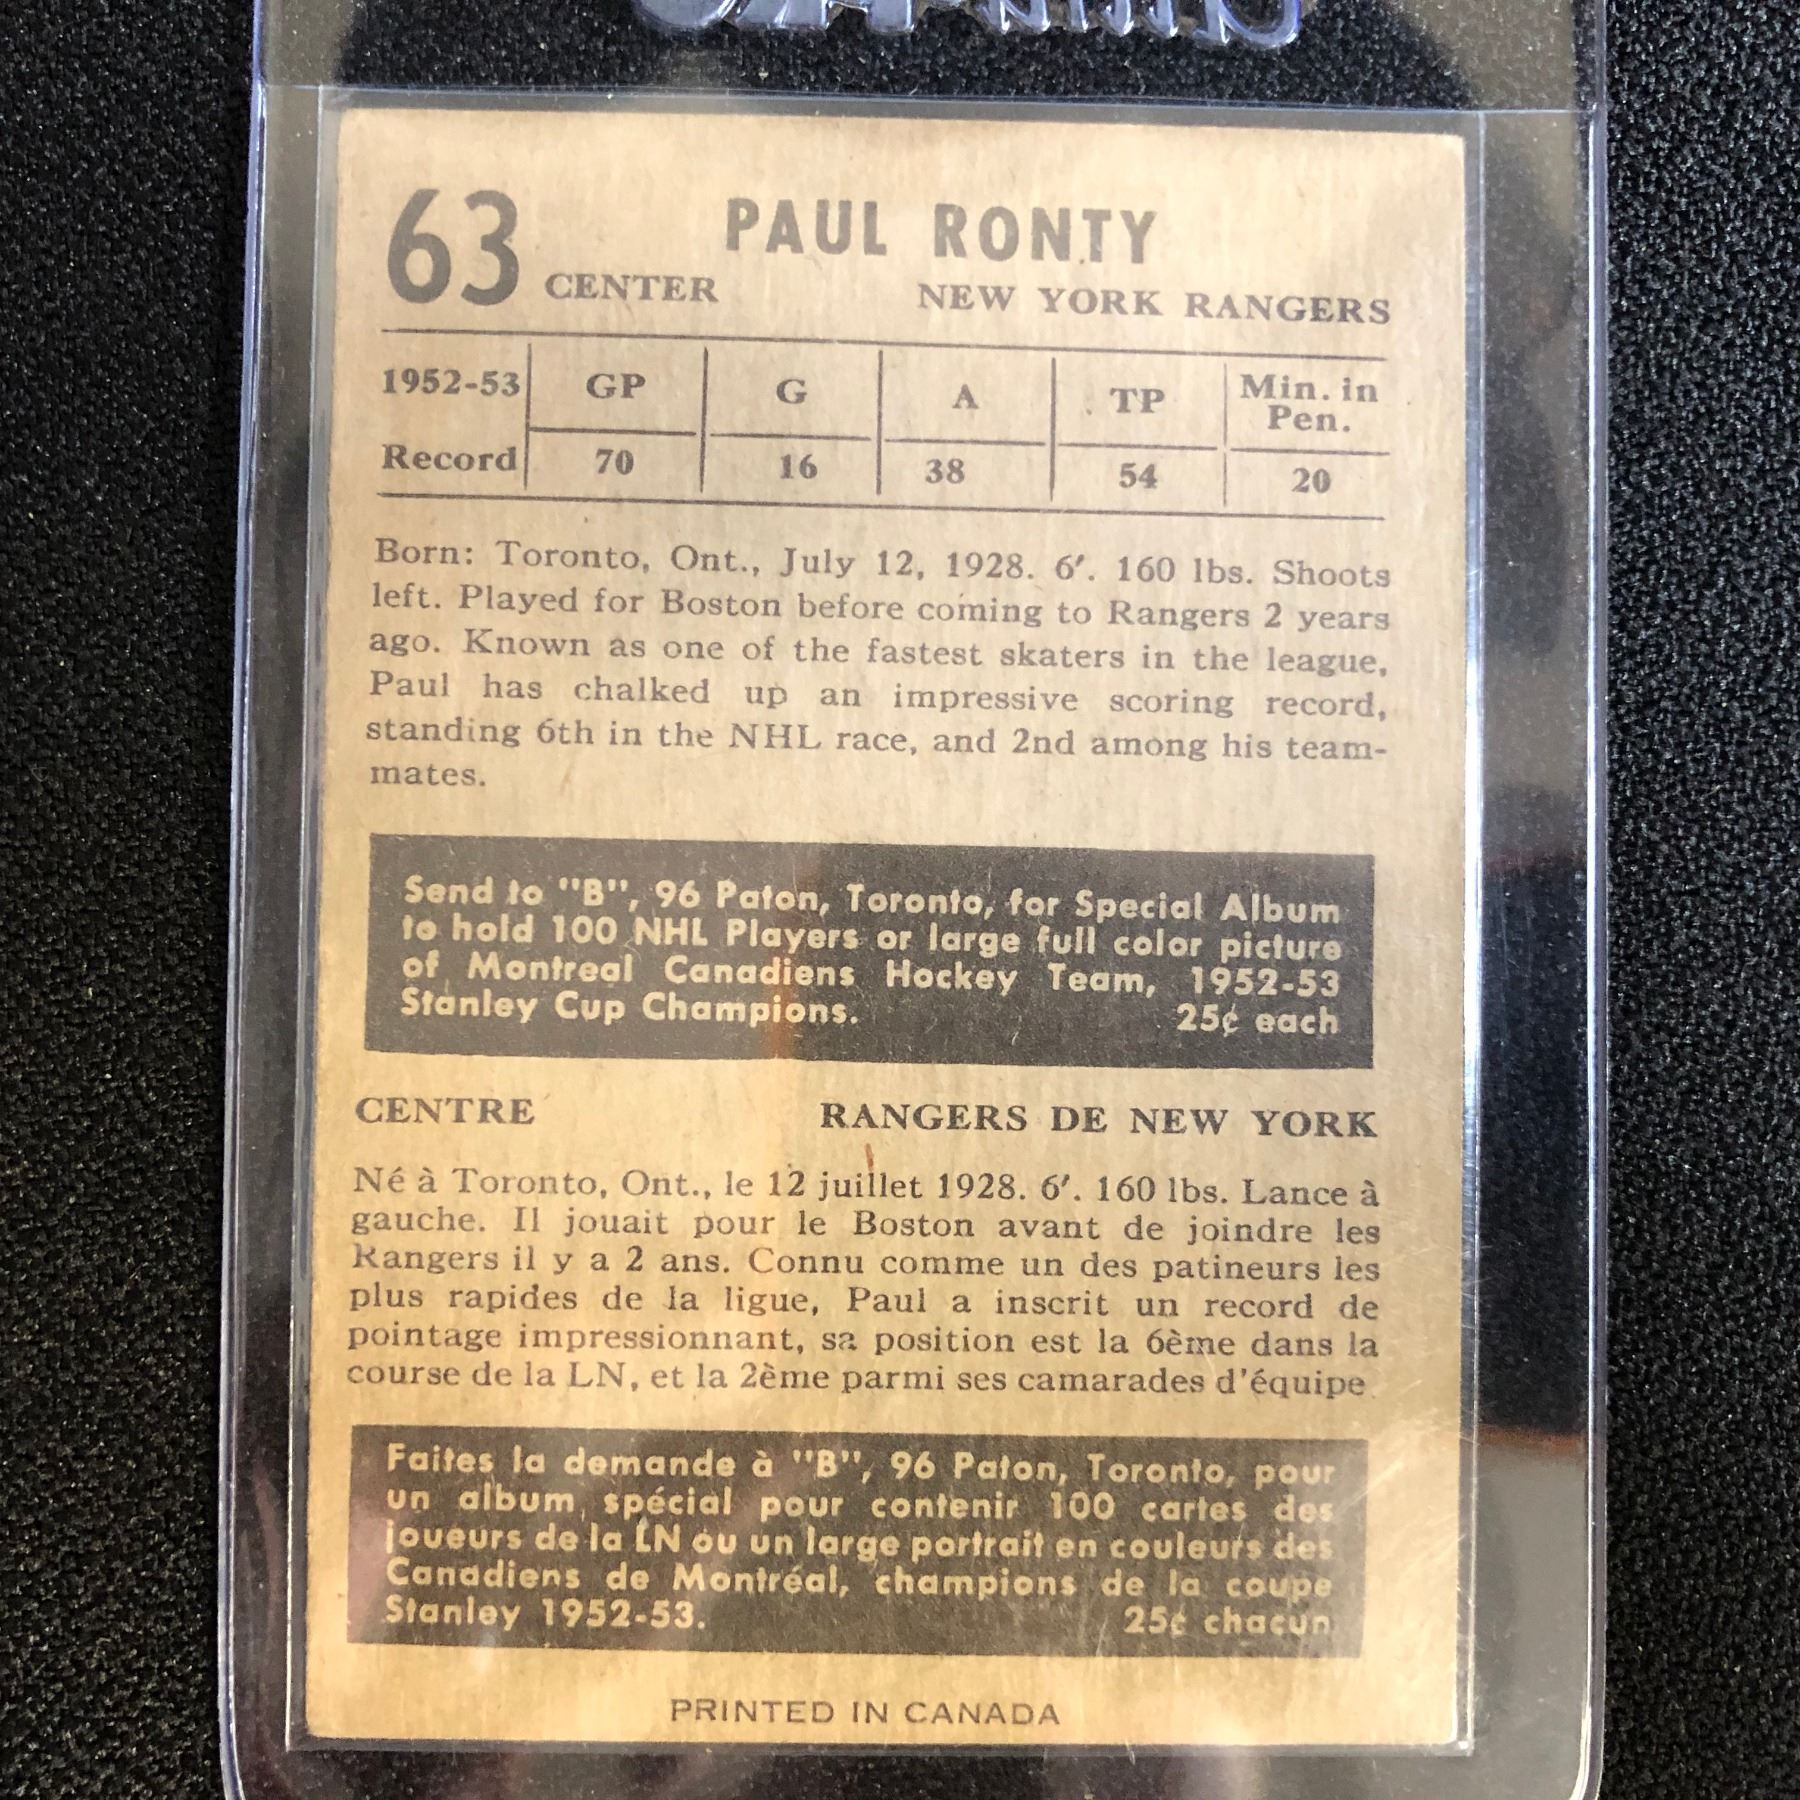 63
PAUL RONTY
CENTER NEW YORK RANGERS
1952-53 GP G A TP Min. in Pen.
Record 70 16 38 54 20
Born: Toronto, Ont., July 12, 1928. 6′. 160 lbs. Shoots
left. Played for Boston before coming to Rangers 2 years
ago. Known as one of the fastest skaters in the league,
Paul has chalked up an impressive scoring record,
standing 6th in the NHL race, and 2nd among his team-
mates.
Send to "B", 96 Paton, Toronto, for Special Album
to hold 100 NHL Players or large full color picture
of Montreal Canadiens Hockey Team, 1952-53
Stanley Cup Champions. 25¢ each
CENTRE RANGERS DE NEW YORK
Né à Toronto, Ont., le 12 juillet 1928. 6′. 160 lbs. Lance à
gauche. Il jouait pour le Boston avant de joindre les
Rangers il y a 2 ans. Connu comme un des patineurs les
plus rapides de la ligue, Paul a inscrit un record de
pointage impressionnant, sa position est la 6ème dans la
course de la LN, et la 2ème parmi ses camarades d'équipe.
Faites la demande à "B", 96 Paton, Toronto, pour
un album spécial pour contenir 100 cartes des
joueurs de la LN ou un large portrait en couleurs des
Canadiens de Montréal, champions de la coupe
Stanley 1952-53. 25¢ chacun
PRINTED IN CANADA